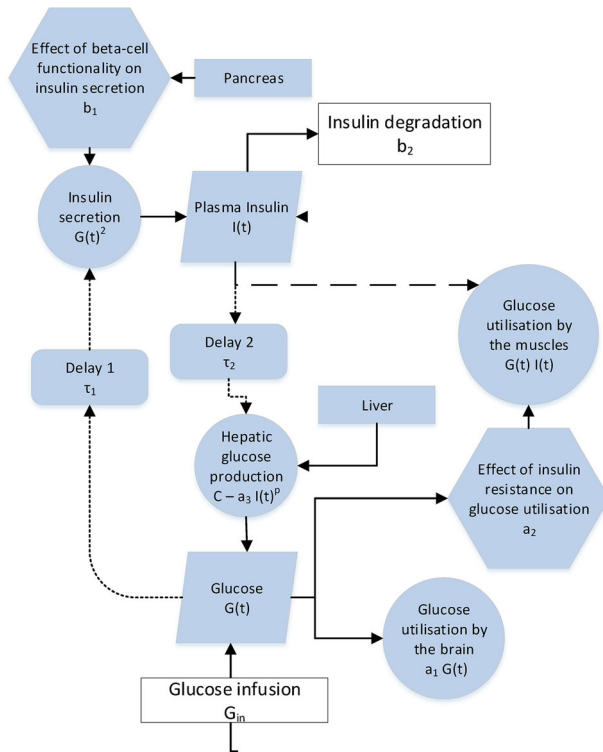 Effect of beta-cell
functionality on
insulin secretion
b₁
Pancreas
Insulin degradation
b₂
Insulin
secretion
G(t)²
Plasma Insulin
I(t)
Glucose
utilisation by
the muscles
G(t) I(t)
Delay 1
τ₁
Delay 2
τ₂
Liver
Hepatic
glucose
production
C – a₃ I(t)ᵖ
Effect of insulin
resistance on
glucose utilisation
a₂
Glucose
G(t)
Glucose
utilisation by
the brain
a₁ G(t)
Glucose infusion
Gᵢₙ